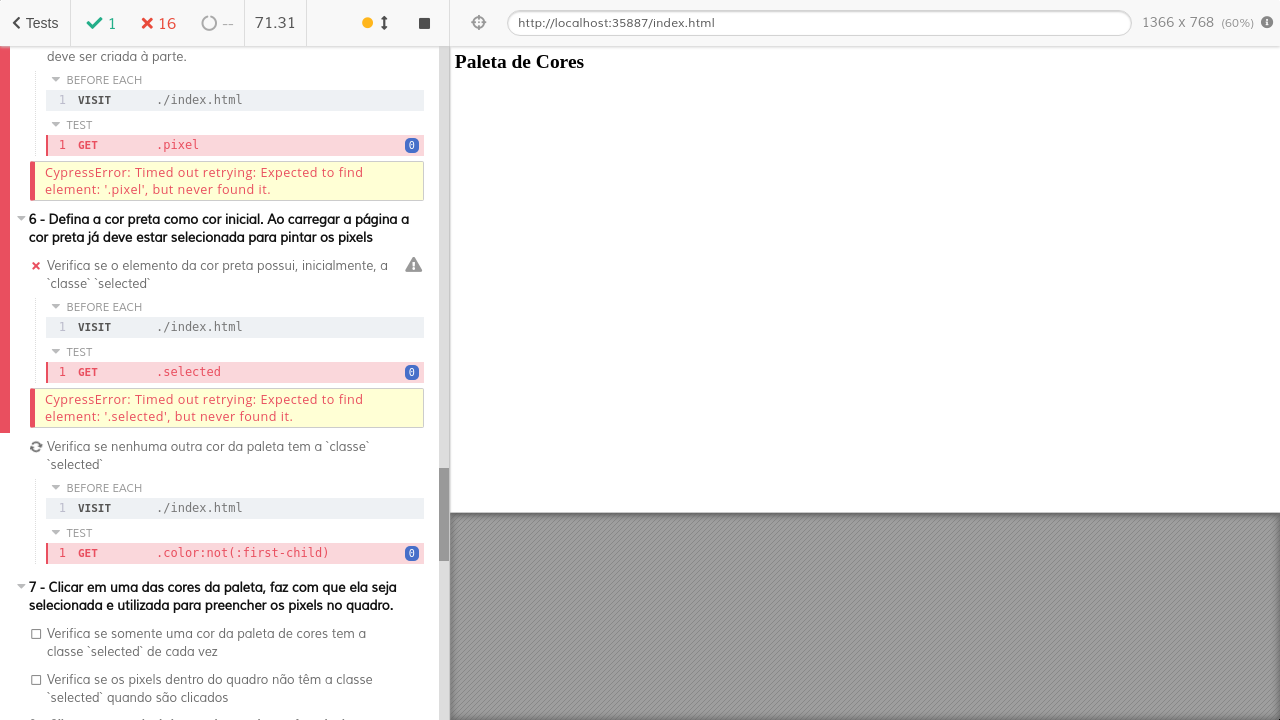 Tests
1
16
--
71.31
http://localhost:35887/index.html
1366 x 768 (60%)
deve ser criada à parte.
BEFORE EACH
1 VISIT ./index.html
TEST
1 GET .pixel 0
CypressError: Timed out retrying: Expected to find
element: '.pixel', but never found it.
6 - Defina a cor preta como cor inicial. Ao carregar a página a
cor preta já deve estar selecionada para pintar os pixels
Verifica se o elemento da cor preta possui, inicialmente, a
`classe` `selected`
BEFORE EACH
1 VISIT ./index.html
TEST
1 GET .selected 0
CypressError: Timed out retrying: Expected to find
element: '.selected', but never found it.
Verifica se nenhuma outra cor da paleta tem a `classe`
`selected`
BEFORE EACH
1 VISIT ./index.html
TEST
1 GET .color:not(:first-child) 0
7 - Clicar em uma das cores da paleta, faz com que ela seja
selecionada e utilizada para preencher os pixels no quadro.
Verifica se somente uma cor da paleta de cores tem a
classe `selected` de cada vez
Verifica se os pixels dentro do quadro não têm a classe
`selected` quando são clicados
Paleta de Cores